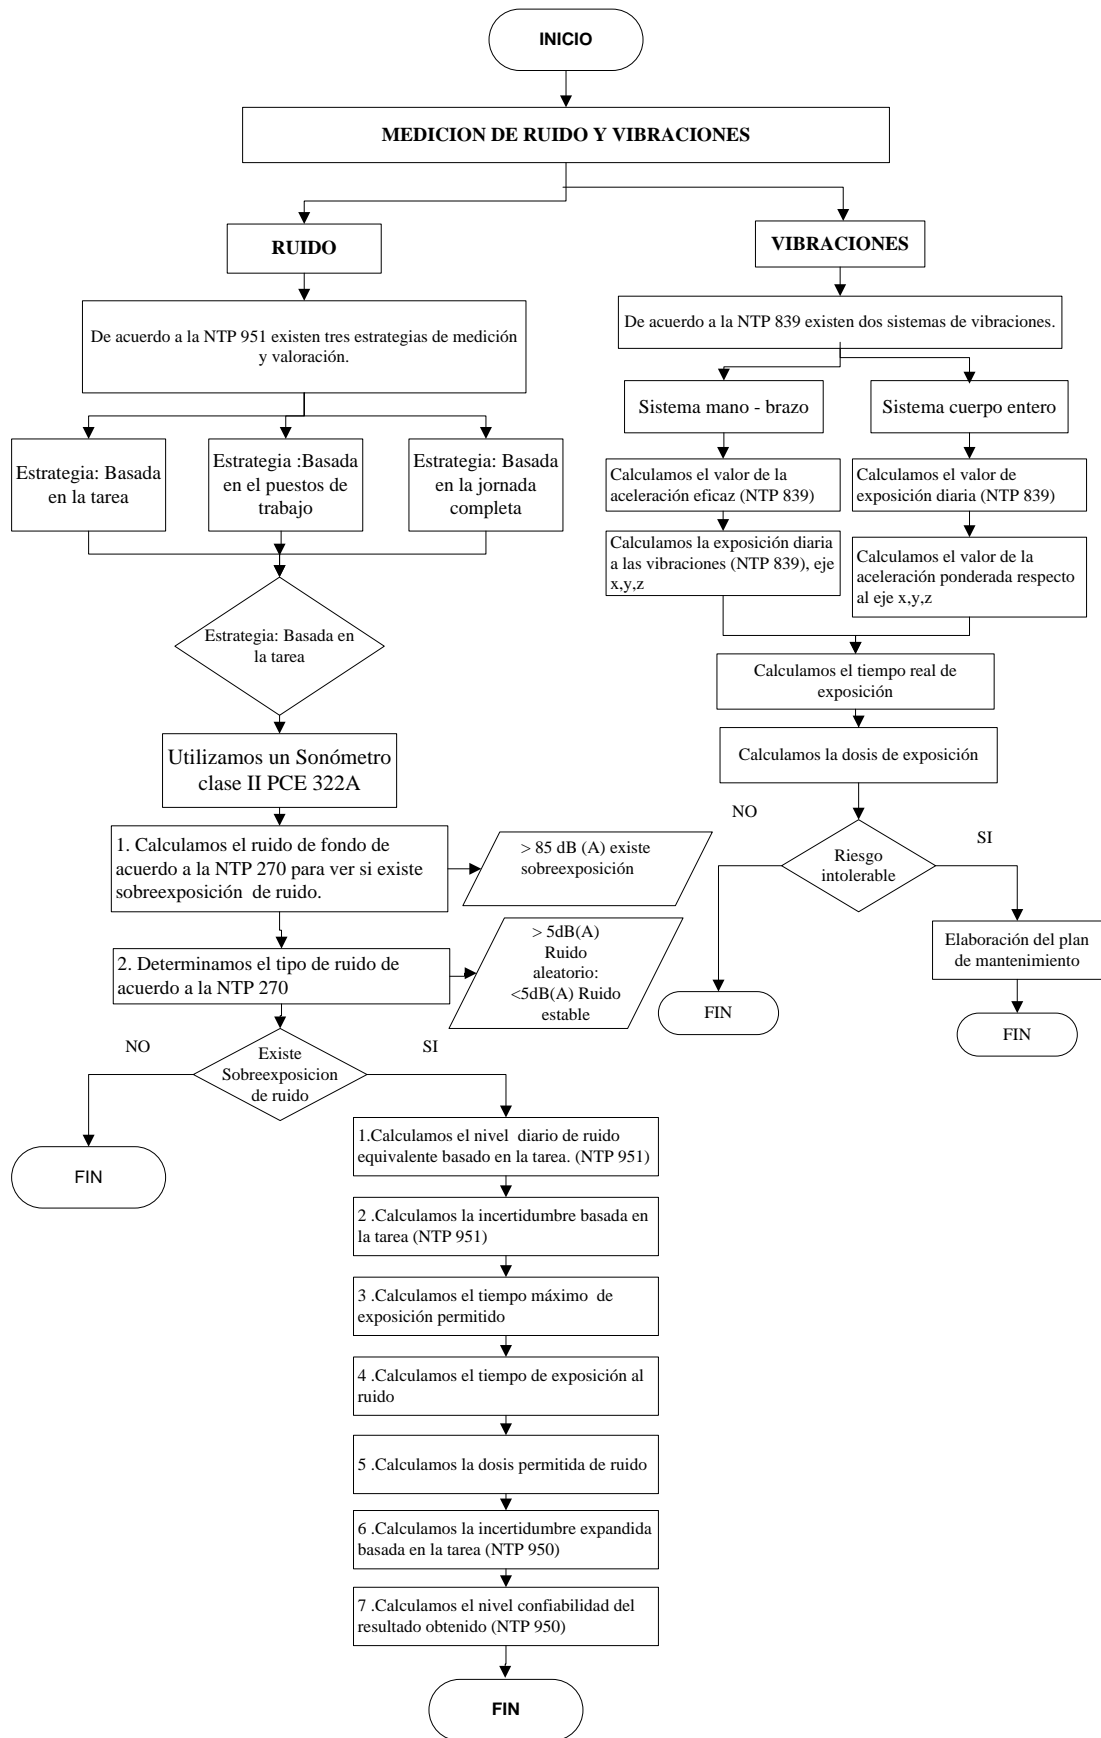 INICIO
MEDICION DE RUIDO Y VIBRACIONES
RUIDO
De acuerdo a la NTP 951 existen tres estrategias de medición
y valoración.
Estrategia: Basada
en la tarea
Estrategia :Basada
en el puestos de
trabajo
Estrategia: Basada
en la jornada
completa
Estrategia: Basada en
la tarea
Utilizamos un Sonómetro
clase II PCE 322A
1. Calculamos el ruido de fondo de
acuerdo a la NTP 270 para ver si existe
sobreexposición de ruido.
> 85 dB (A) existe
sobreexposición
2. Determinamos el tipo de ruido de
acuerdo a la NTP 270
> 5dB(A)
Ruido
aleatorio:
<5dB(A) Ruido
estable
NO
SI
Existe
Sobreexposicion
de ruido
FIN
1.Calculamos el nivel diario de ruido
equivalente basado en la tarea. (NTP 951)
2 .Calculamos la incertidumbre basada en
la tarea (NTP 951)
3 .Calculamos el tiempo máximo de
exposición permitido
4 .Calculamos el tiempo de exposición al
ruido
5 .Calculamos la dosis permitida de ruido
6 .Calculamos la incertidumbre expandida
basada en la tarea (NTP 950)
7 .Calculamos el nivel confiabilidad del
resultado obtenido (NTP 950)
FIN
VIBRACIONES
De acuerdo a la NTP 839 existen dos sistemas de vibraciones.
Sistema mano - brazo
Sistema cuerpo entero
Calculamos el valor de la
aceleración eficaz (NTP 839)
Calculamos el valor de
exposición diaria (NTP 839)
Calculamos la exposición diaria
a las vibraciones (NTP 839), eje
x,y,z
Calculamos el valor de la
aceleración ponderada respecto
al eje x,y,z
Calculamos el tiempo real de
exposición
Calculamos la dosis de exposición
NO
SI
Riesgo
intolerable
FIN
Elaboración del plan
de mantenimiento
FIN